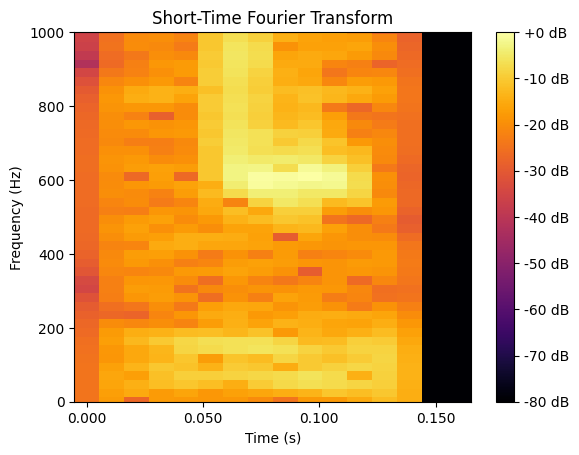 Short-Time Fourier Transform
1000
800
600
400
200
0
Frequency (Hz)
0.000
0.050
0.100
0.150
Time (s)
+0 dB
-10 dB
-20 dB
-30 dB
-40 dB
-50 dB
-60 dB
-70 dB
-80 dB